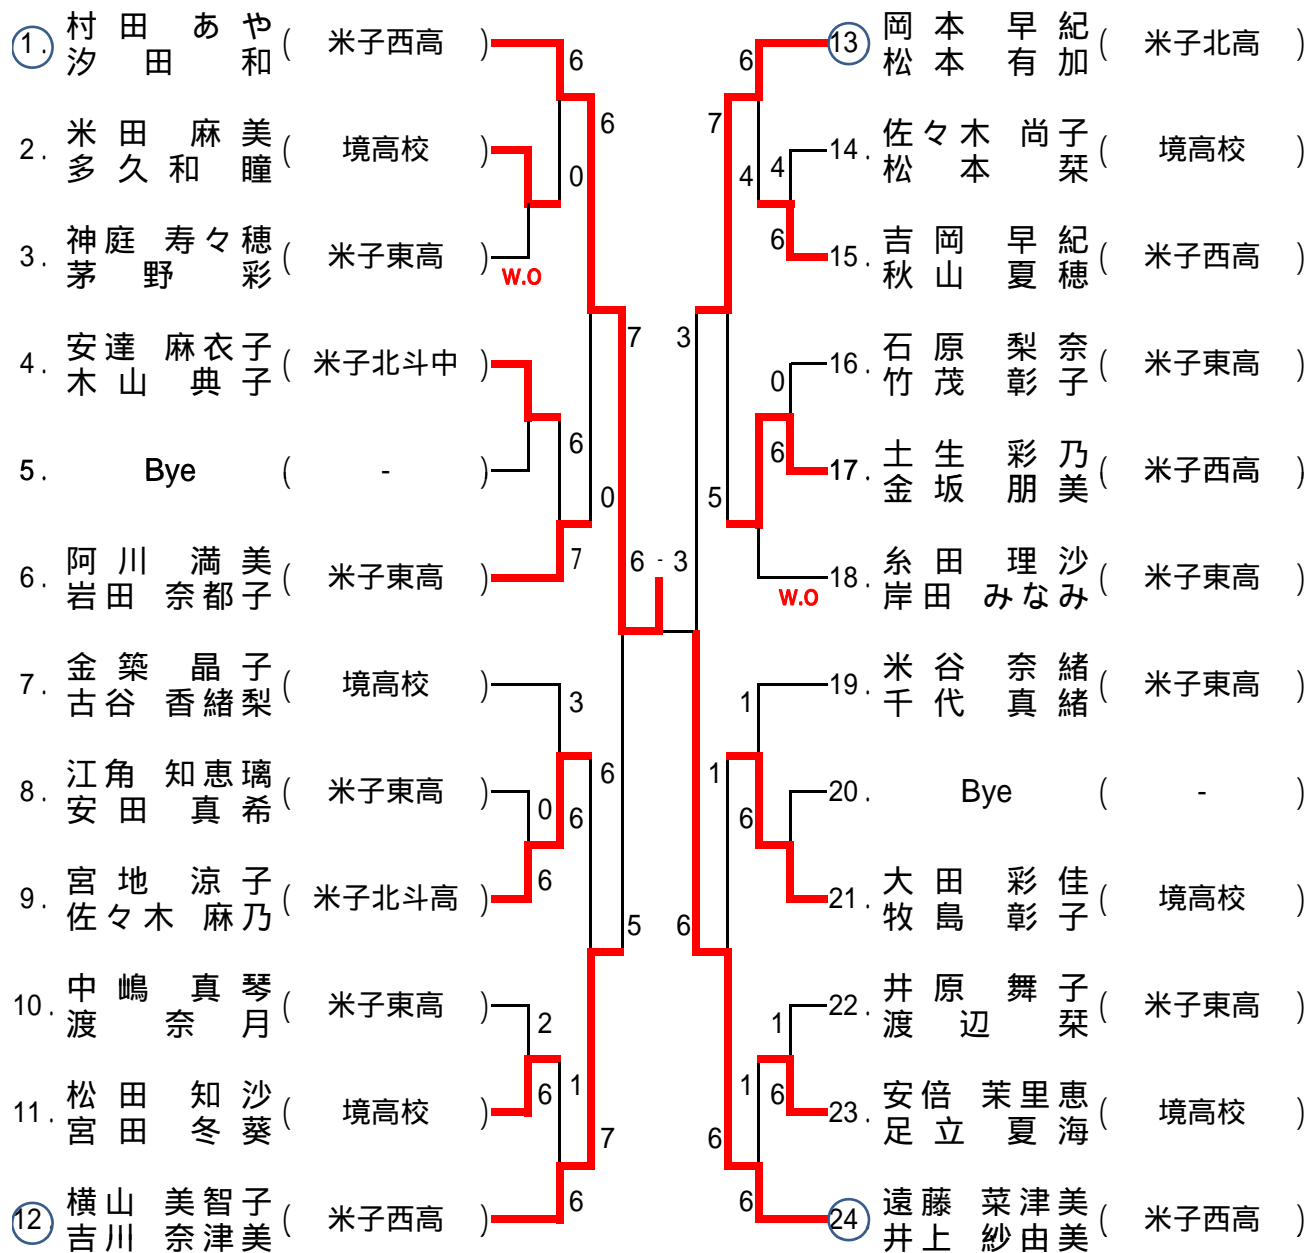 1. 村田 あや ( 米子西高 )
汐田 和
6
2. 米田 麻美 ( 境高校 )
多久和 瞳
6
0
3. 神庭 寿々穂 ( 米子東高 )
茅野 彩
W.O
4. 安達 麻衣子 ( 米子北斗中 )
木山 典子
7
5. Bye ( - )
6
0
6. 阿川 満美 ( 米子東高 )
岩田 奈都子
7
6 - 3
7. 金築 晶子 ( 境高校 )
古谷 香緒梨
3
8. 江角 知恵璃 ( 米子東高 )
安田 真希
6
0
6
9. 宮地 涼子 ( 米子北斗高 )
佐々木 麻乃
6
5
10. 中嶋 真琴 ( 米子東高 )
渡 奈月
2
11. 松田 知沙 ( 境高校 )
宮田 冬葵
6
1
7
12 横山 美智子 ( 米子西高 )
吉川 奈津美
6
13 岡本 早紀 ( 米子北高 )
松本 有加
6
7
14. 佐々木 尚子 ( 境高校 )
松本 栞
4
4
15. 吉岡 早紀 ( 米子西高 )
秋山 夏穂
6
3
16. 石原 梨奈 ( 米子東高 )
竹茂 彰子
0
17. 土生 彩乃 ( 米子西高 )
金坂 朋美
6
5
18. 糸田 理沙 ( 米子東高 )
岸田 みなみ
W.O
19. 米谷 奈緒 ( 米子東高 )
千代 真緒
1
1
20. Bye ( - )
6
21. 大田 彩佳 ( 境高校 )
牧島 彰子
6
22. 井原 舞子 ( 米子東高 )
渡辺 栞
1
23. 安倍 茉里恵 ( 境高校 )
足立 夏海
1
6
6
24 遠藤 菜津美 ( 米子西高 )
井上 紗由美
6